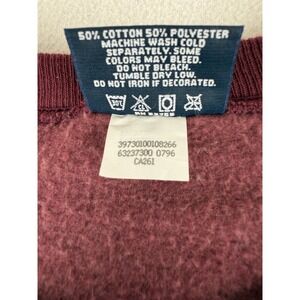 50% COTTON 50% POLYESTER
MACHINE WASH COLD
SEPARATELY. SOME
COLORS MAY BLEED.
DO NOT BLEACH.
TUMBLE DRY LOW.
DO NOT IRON IF DECORATED.
39730100108266
63237300 0796
CA261